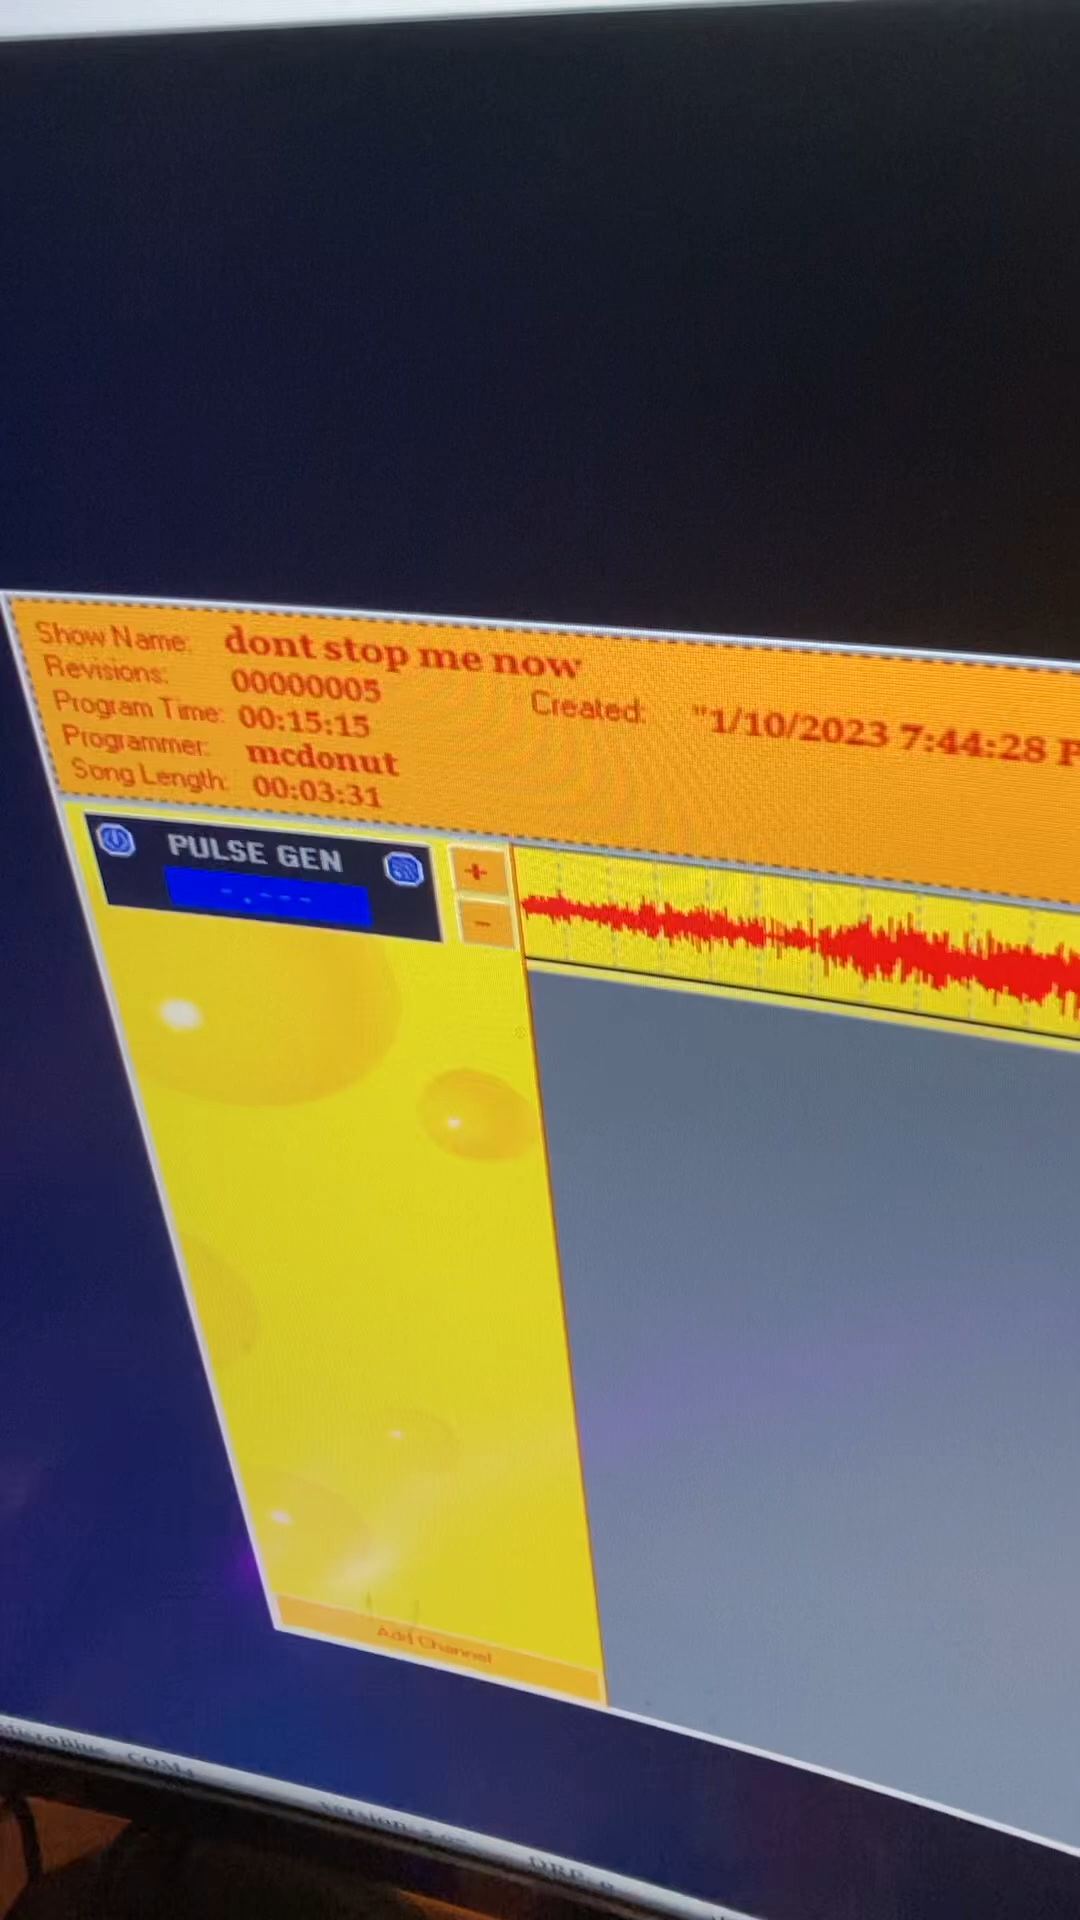 Show Name: dont stop me now
Revisions: 00000005
Created: "1/10/2023 7:44:28 P
Program Time: 00:15:15
Programmer: mcdonut
Song Length: 00:03:31
PULSE GEN
-.---
+
-
Add Channel